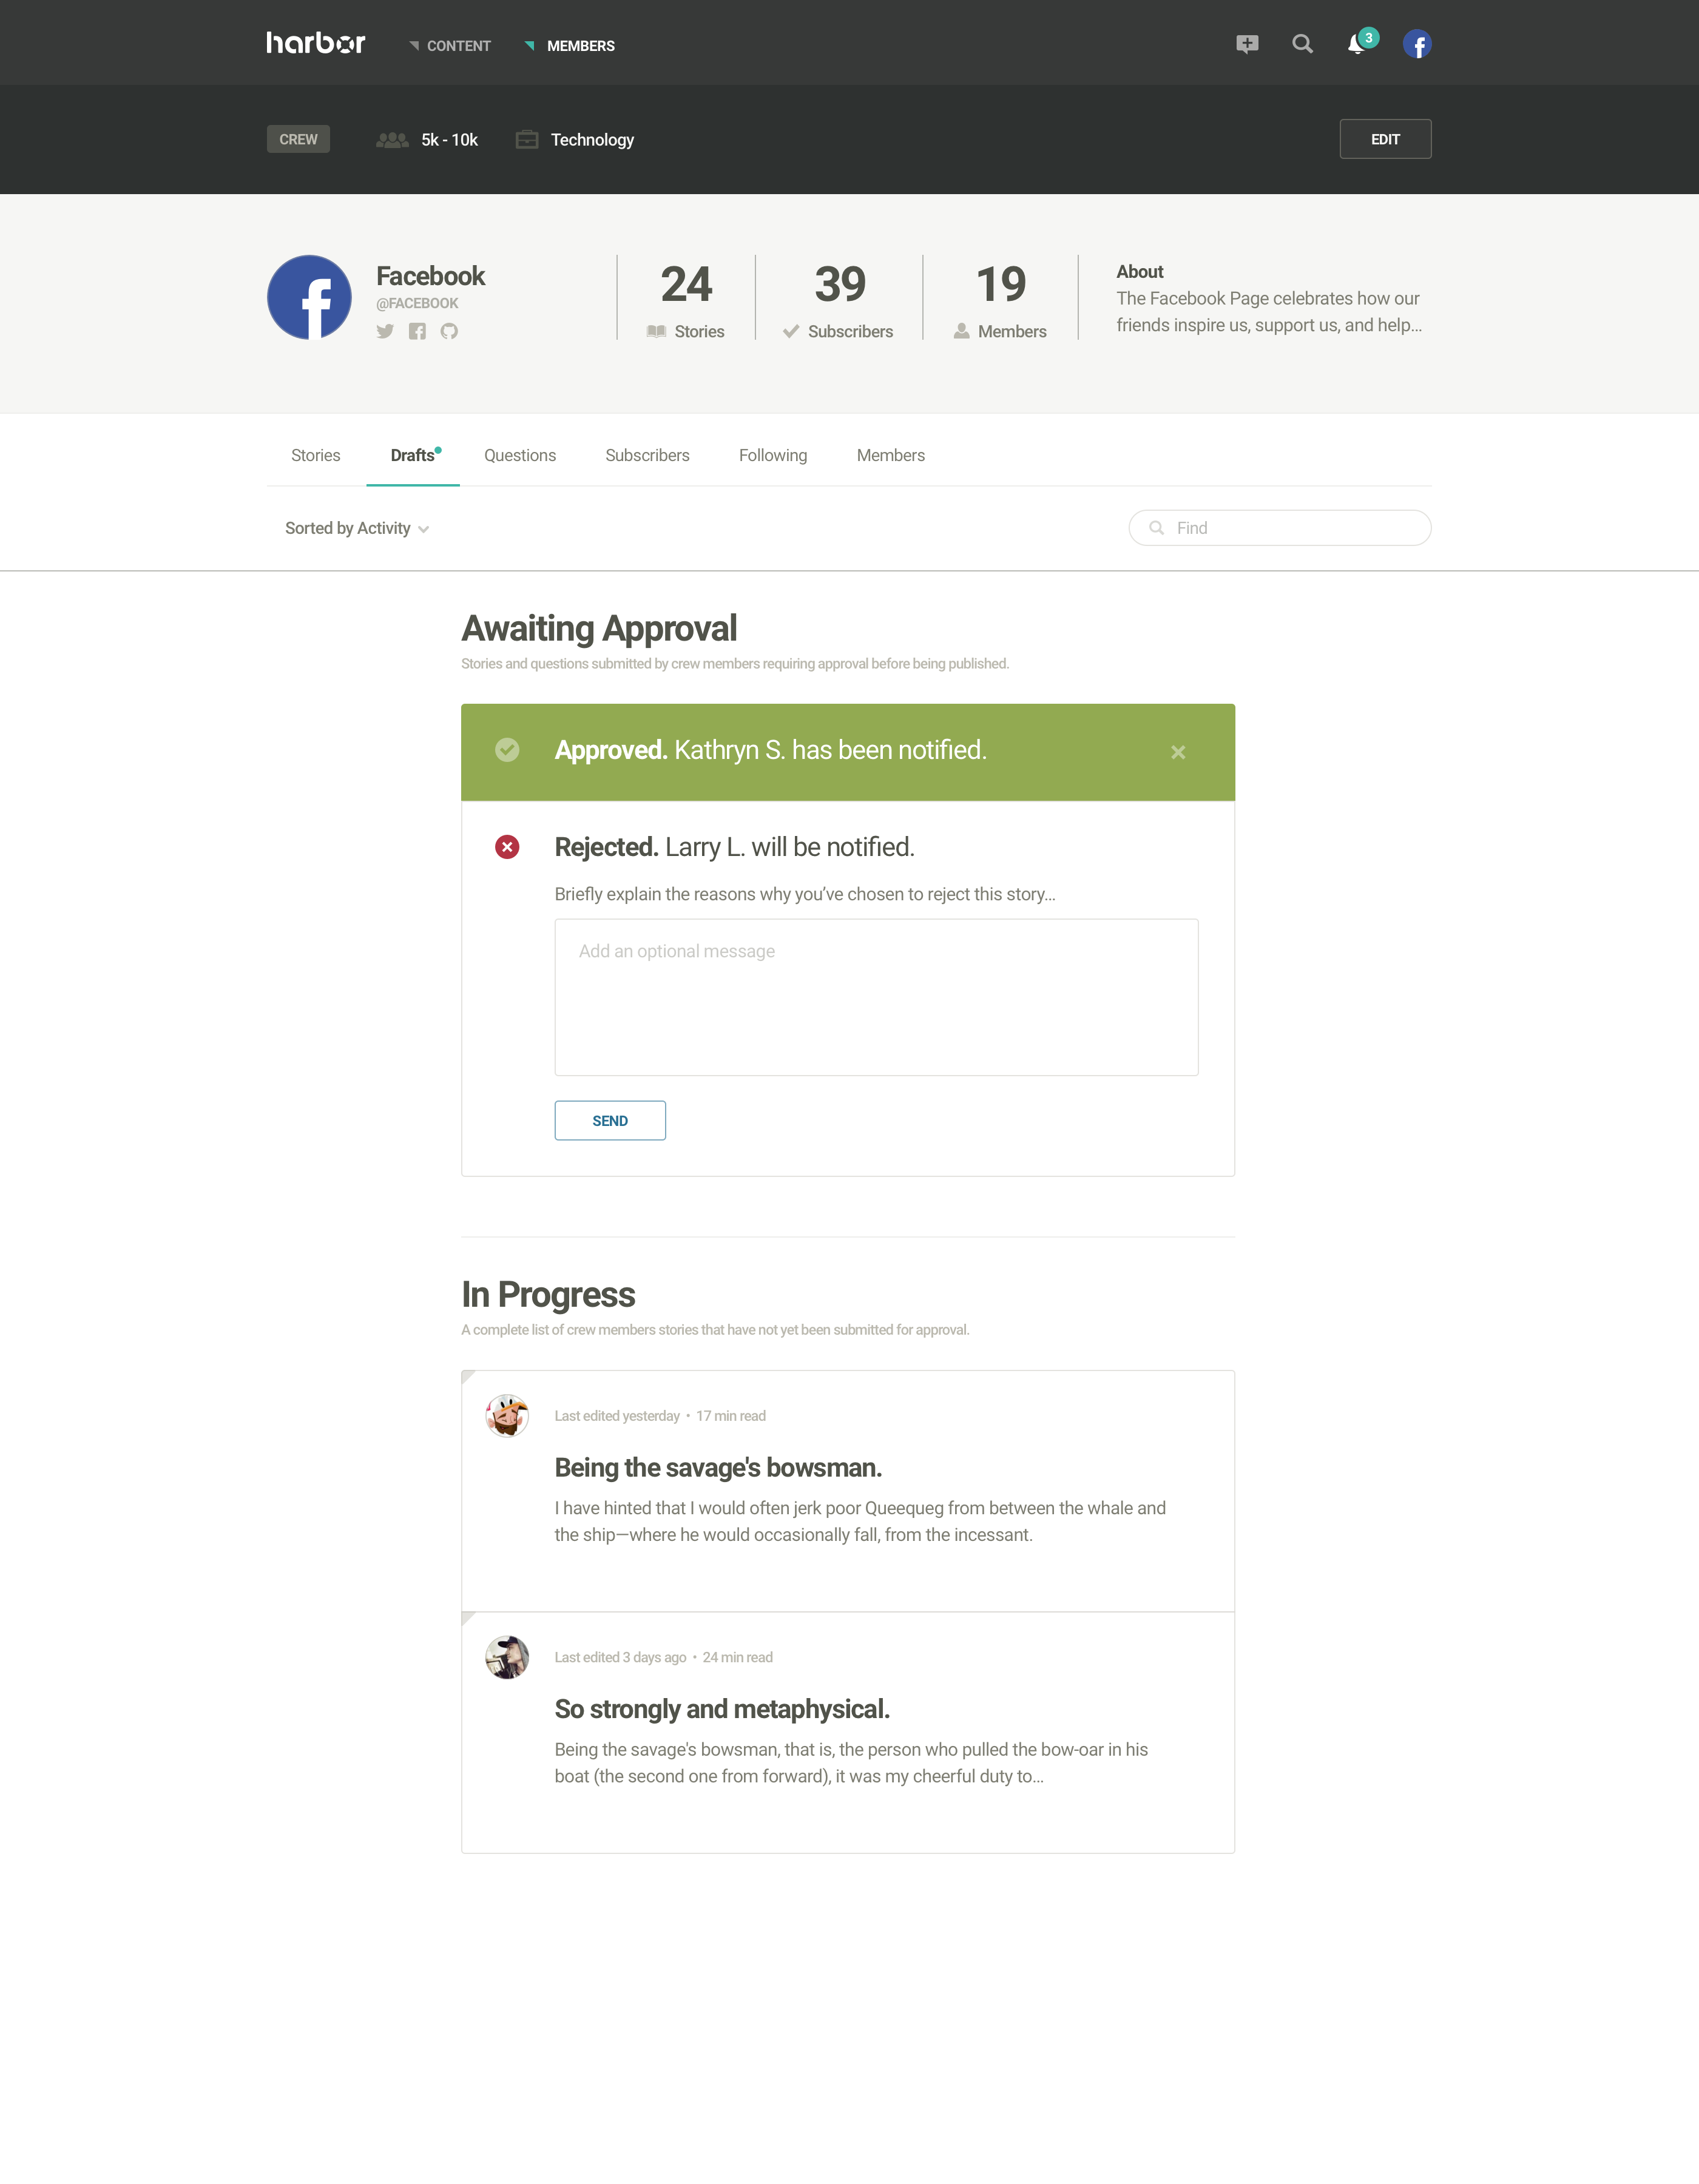 harbor
CONTENT
MEMBERS
3
CREW
5k - 10k
Technology
EDIT
Facebook
@FACEBOOK
24
Stories
39
Subscribers
19
Members
About
The Facebook Page celebrates how our
friends inspire us, support us, and help…
Stories
Drafts
Questions
Subscribers
Following
Members
Sorted by Activity
Find
Awaiting Approval
Stories and questions submitted by crew members requiring approval before being published.
Approved. Kathryn S. has been notified.
Rejected. Larry L. will be notified.
Briefly explain the reasons why you’ve chosen to reject this story…
Add an optional message
SEND
In Progress
A complete list of crew members stories that have not yet been submitted for approval.
Last edited yesterday • 17 min read
Being the savage's bowsman.
I have hinted that I would often jerk poor Queequeg from between the whale and
the ship—where he would occasionally fall, from the incessant.
Last edited 3 days ago • 24 min read
So strongly and metaphysical.
Being the savage's bowsman, that is, the person who pulled the bow-oar in his
boat (the second one from forward), it was my cheerful duty to…